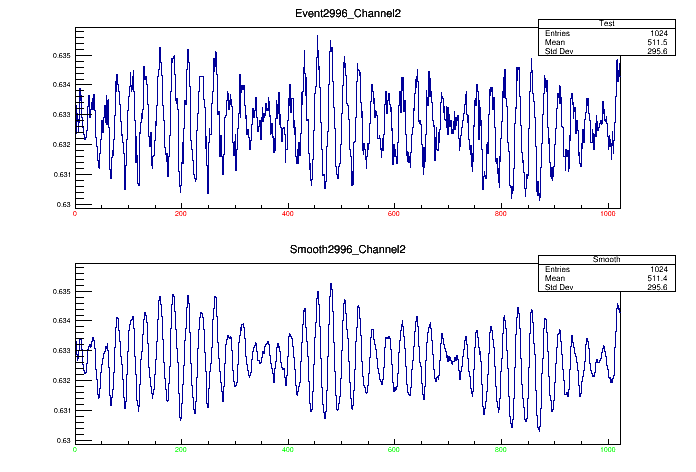 Event2996_Channel2
Test
Entries 1024
Mean 511.5
Std Dev 295.6
0.635
0.634
0.633
0.632
0.631
0.63
0 200 400 600 800 1000
Smooth2996_Channel2
Smooth
Entries 1024
Mean 511.4
Std Dev 295.6
0.635
0.634
0.633
0.632
0.631
0.63
0 200 400 600 800 1000